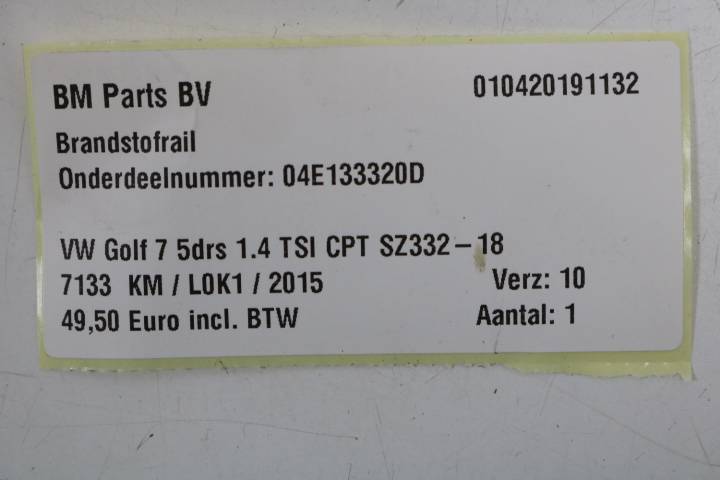 BM Parts BV 010420191132
Brandstofrail
Onderdeelnummer: 04E133320D
VW Golf 7 5drs 1.4 TSI CPT SZ332-18
7133 KM / L0K1 / 2015 Verz: 10
49,50 Euro incl. BTW Aantal: 1